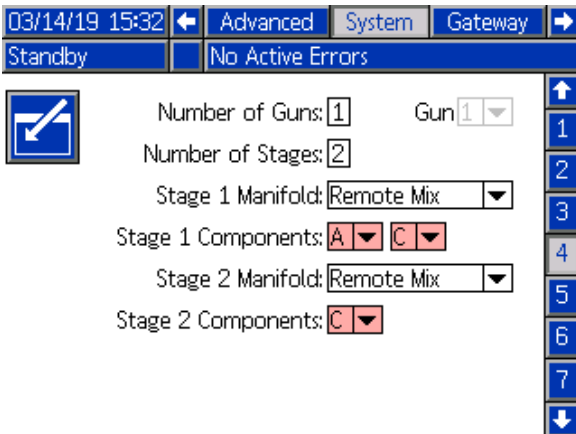 03/14/19 15:32 Advanced System Gateway
Standby No Active Errors
Number of Guns: 1 Gun 1
1
Number of Stages: 2
2
Stage 1 Manifold: Remote Mix
3
Stage 1 Components: A C
4
Stage 2 Manifold: Remote Mix
5
Stage 2 Components: C
6
7